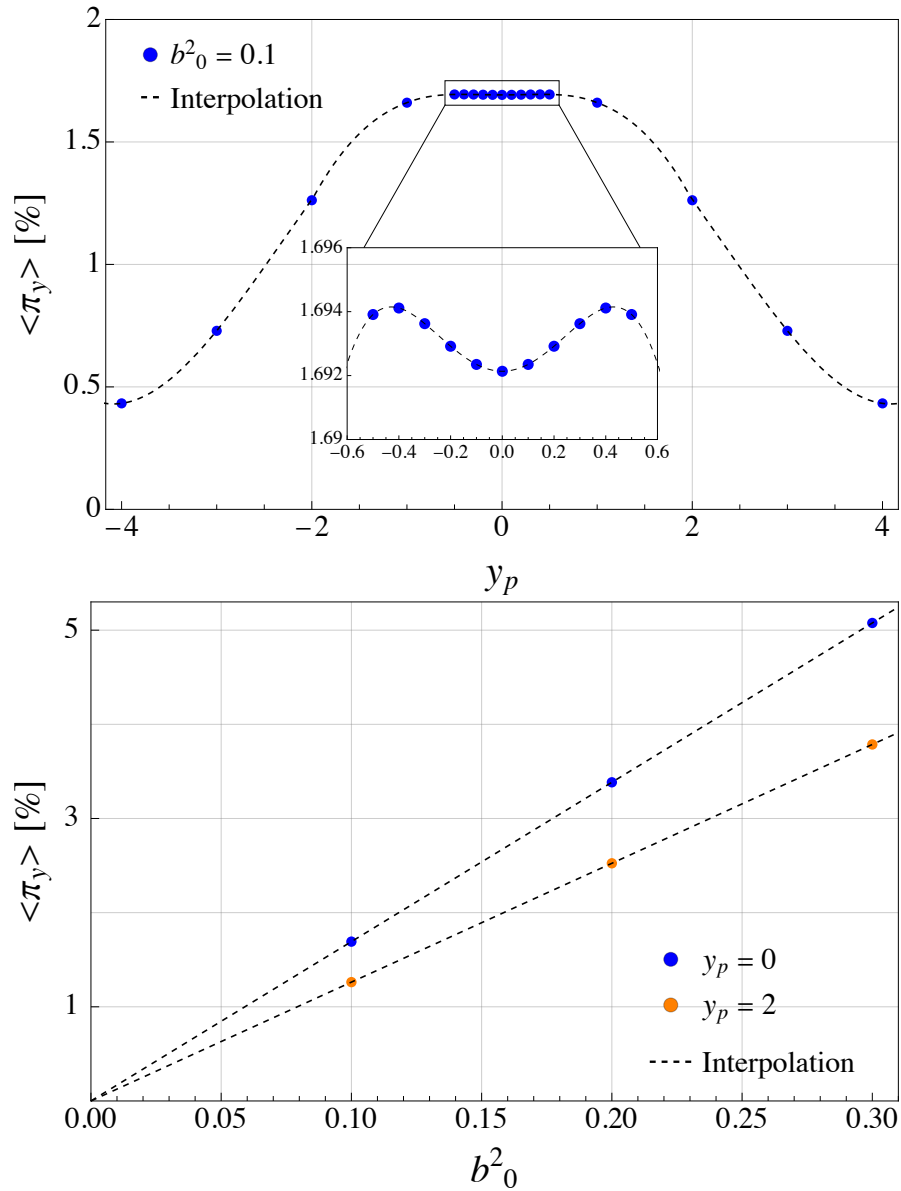 2
b²₀ = 0.1
Interpolation
1.5
<π_y> [%]
1
1.696
1.694
1.692
1.69
−0.6 −0.4 −0.2 0.0 0.2 0.4 0.6
0.5
0
−4 −2 0 2 4
y_p
5
<π_y> [%]
3
y_p = 0
1
y_p = 2
Interpolation
0.00 0.05 0.10 0.15 0.20 0.25 0.30
b²₀